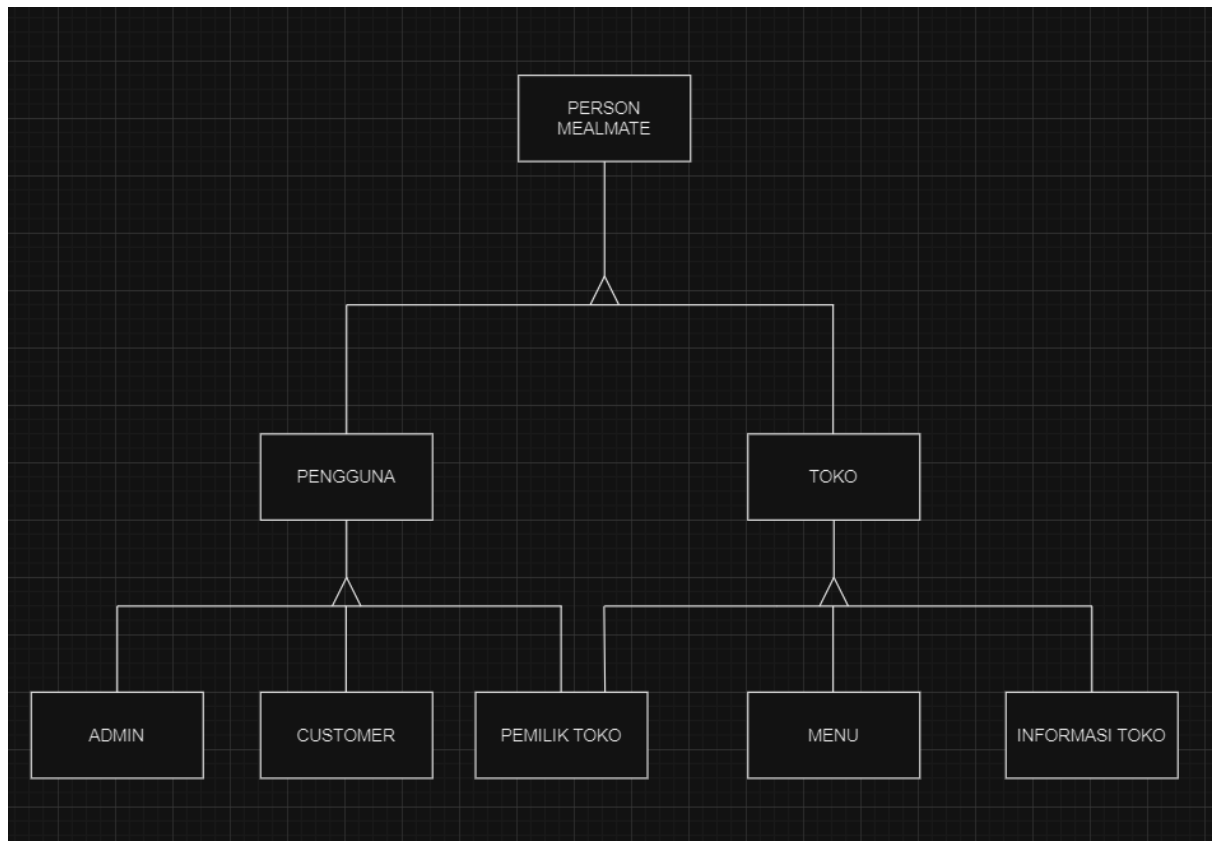 PERSON
MEALMATE
PENGGUNA
TOKO
ADMIN
CUSTOMER
PEMILIK TOKO
MENU
INFORMASI TOKO